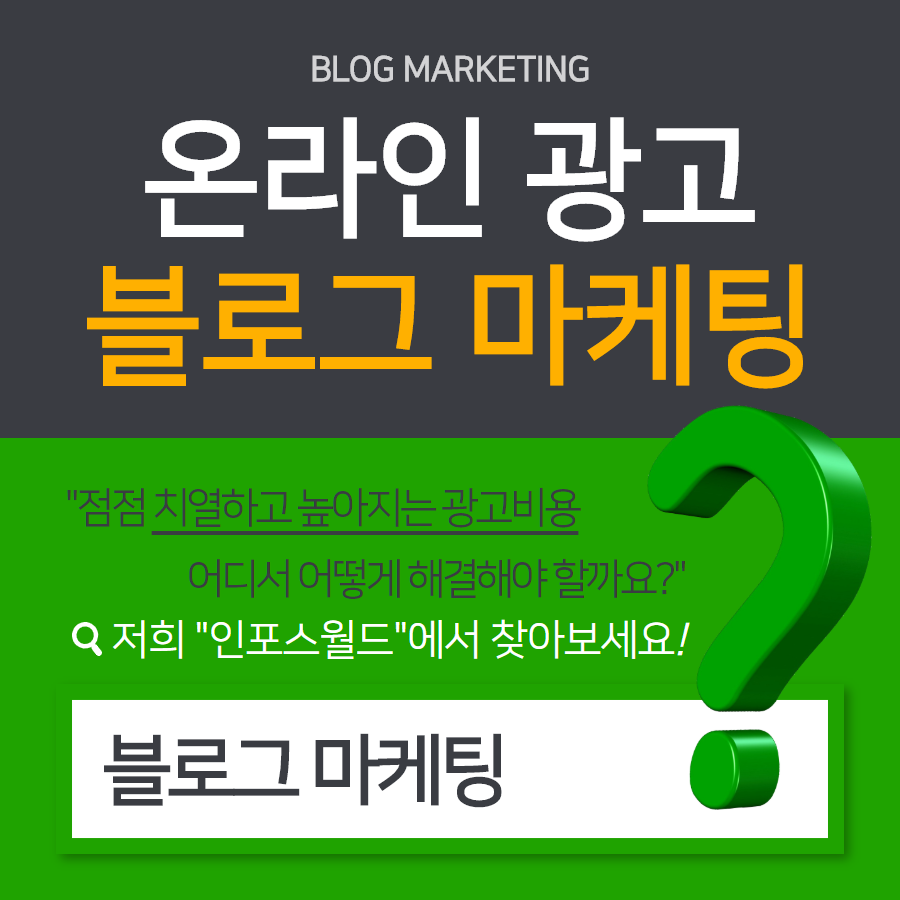 BLOG MARKETING
온라인 광고
블로그 마케팅
"점점 치열하고 높아지는 광고비용
어디서 어떻게 해결해야 할까요?"
저희 "인포스월드"에서 찾아보세요!
블로그 마케팅
?